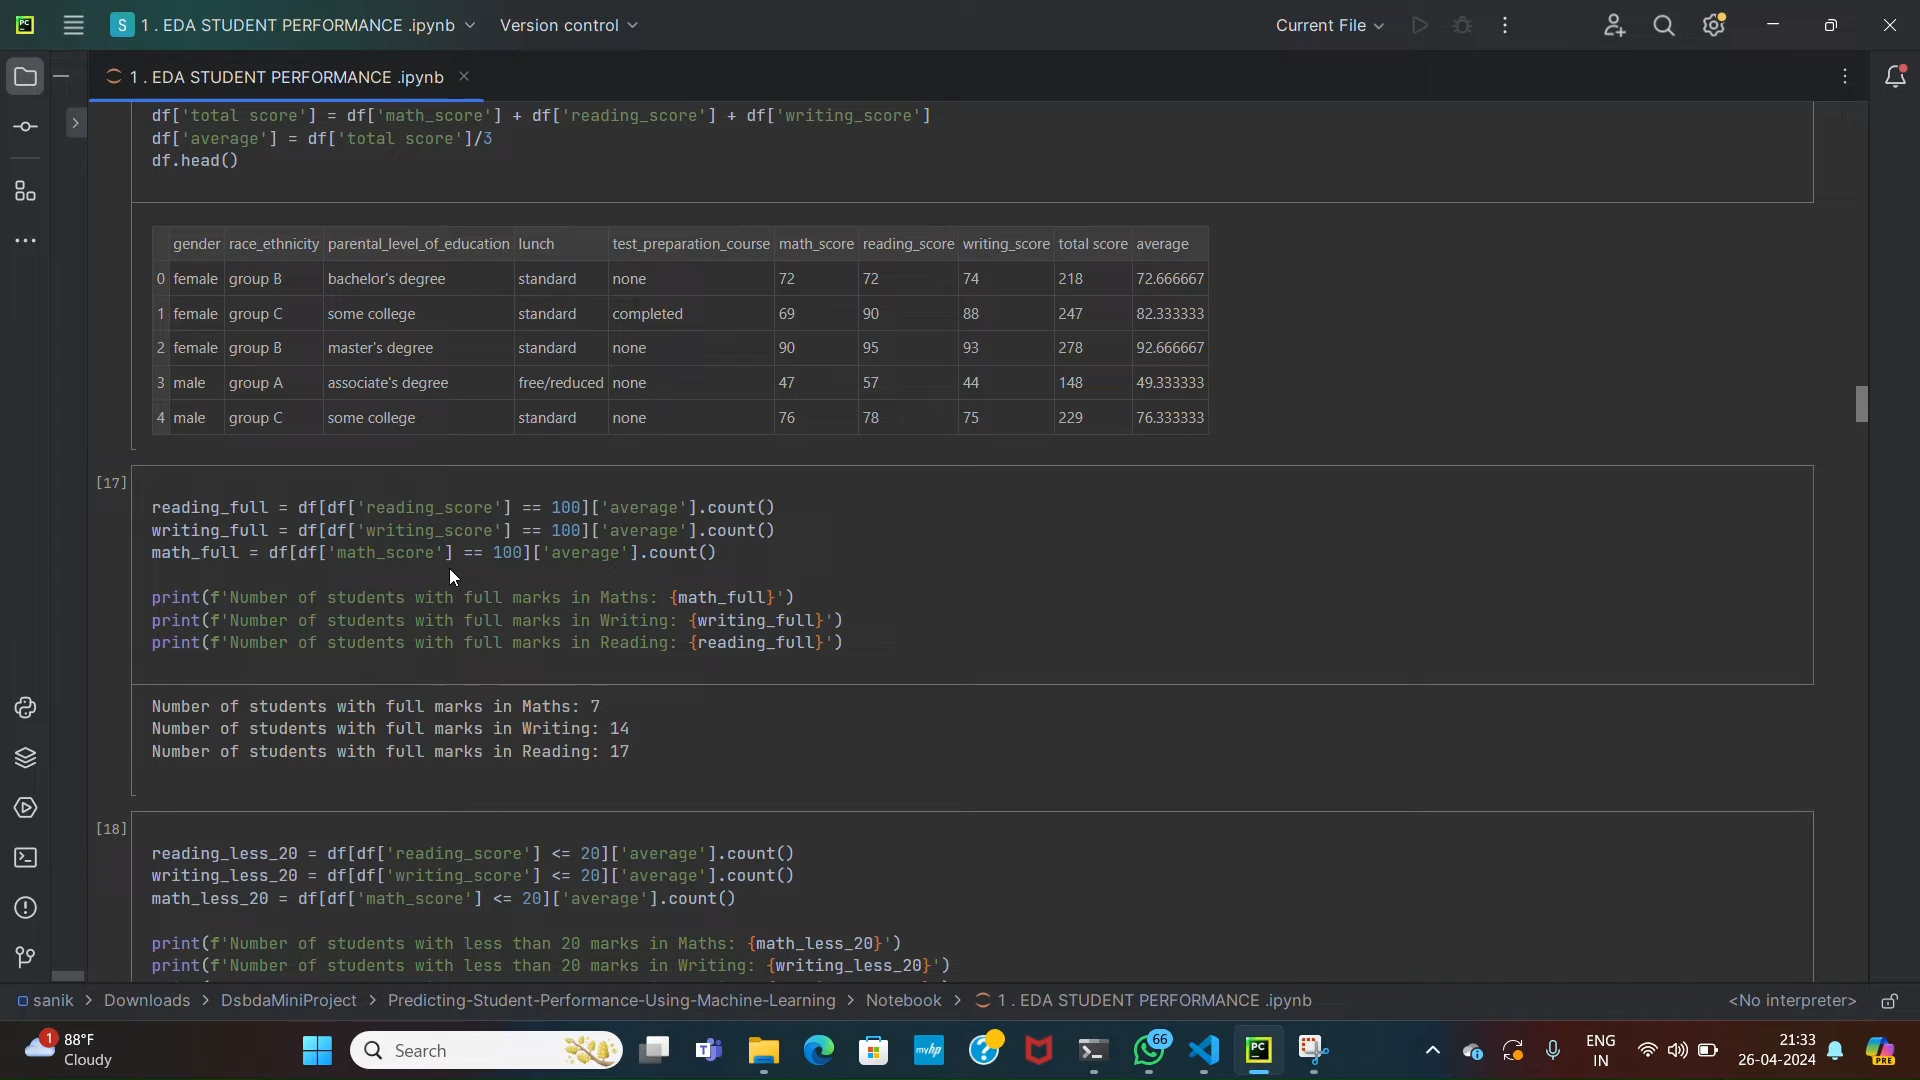 S 1 . EDA STUDENT PERFORMANCE .ipynb Version control Current File
1 . EDA STUDENT PERFORMANCE .ipynb
df['total score'] = df['math_score'] + df['reading_score'] + df['writing_score']
df['average'] = df['total score']/3
df.head()
gender race_ethnicity parental_level_of_education lunch test_preparation_course math_score reading_score writing_score total score average
0 female group B bachelor's degree standard none 72 72 74 218 72.666667
1 female group C some college standard completed 69 90 88 247 82.333333
2 female group B master's degree standard none 90 95 93 278 92.666667
3 male group A associate's degree free/reduced none 47 57 44 148 49.333333
4 male group C some college standard none 76 78 75 229 76.333333
[17]
reading_full = df[df['reading_score'] == 100]['average'].count()
writing_full = df[df['writing_score'] == 100]['average'].count()
math_full = df[df['math_score'] == 100]['average'].count()
print(f'Number of students with full marks in Maths: {math_full}')
print(f'Number of students with full marks in Writing: {writing_full}')
print(f'Number of students with full marks in Reading: {reading_full}')
Number of students with full marks in Maths: 7
Number of students with full marks in Writing: 14
Number of students with full marks in Reading: 17
[18]
reading_less_20 = df[df['reading_score'] <= 20]['average'].count()
writing_less_20 = df[df['writing_score'] <= 20]['average'].count()
math_less_20 = df[df['math_score'] <= 20]['average'].count()
print(f'Number of students with less than 20 marks in Maths: {math_less_20}')
print(f'Number of students with less than 20 marks in Writing: {writing_less_20}')
sanik > Downloads > DsbdaMiniProject > Predicting-Student-Performance-Using-Machine-Learning > Notebook > 1 . EDA STUDENT PERFORMANCE .ipynb <No interpreter>
1 88°F
Cloudy
Search
myhp
66
PC
ENG
IN
21:33
26-04-2024
PRE